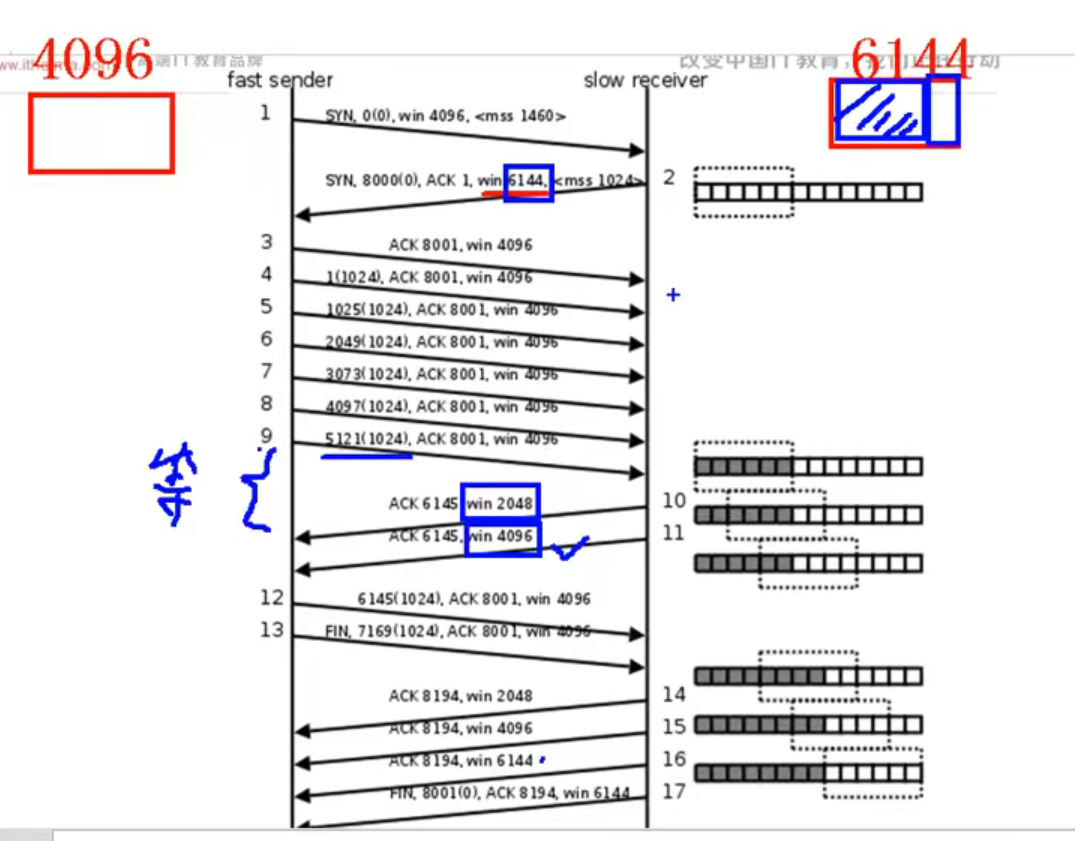 4096
6144
IT教育品牌
改变中国IT教育，我们正在行动
fast sender
slow receiver
1
SYN, 0(0), win 4096, <mss 1460>
SYN, 8000(0), ACK 1, win 6144, <mss 1024>
2
3
ACK 8001, win 4096
4
1(1024), ACK 8001, win 4096
5
1025(1024), ACK 8001, win 4096
6
2049(1024), ACK 8001, win 4096
7
3073(1024), ACK 8001, win 4096
8
4097(1024), ACK 8001, win 4096
9
5121(1024), ACK 8001, win 4096
等
ACK 6145, win 2048
10
ACK 6145, win 4096
11
12
6145(1024), ACK 8001, win 4096
13
FIN, 7169(1024), ACK 8001, win 4096
ACK 8194, win 2048
14
ACK 8194, win 4096
15
ACK 8194, win 6144
16
FIN, 8001(0), ACK 8194, win 6144
17